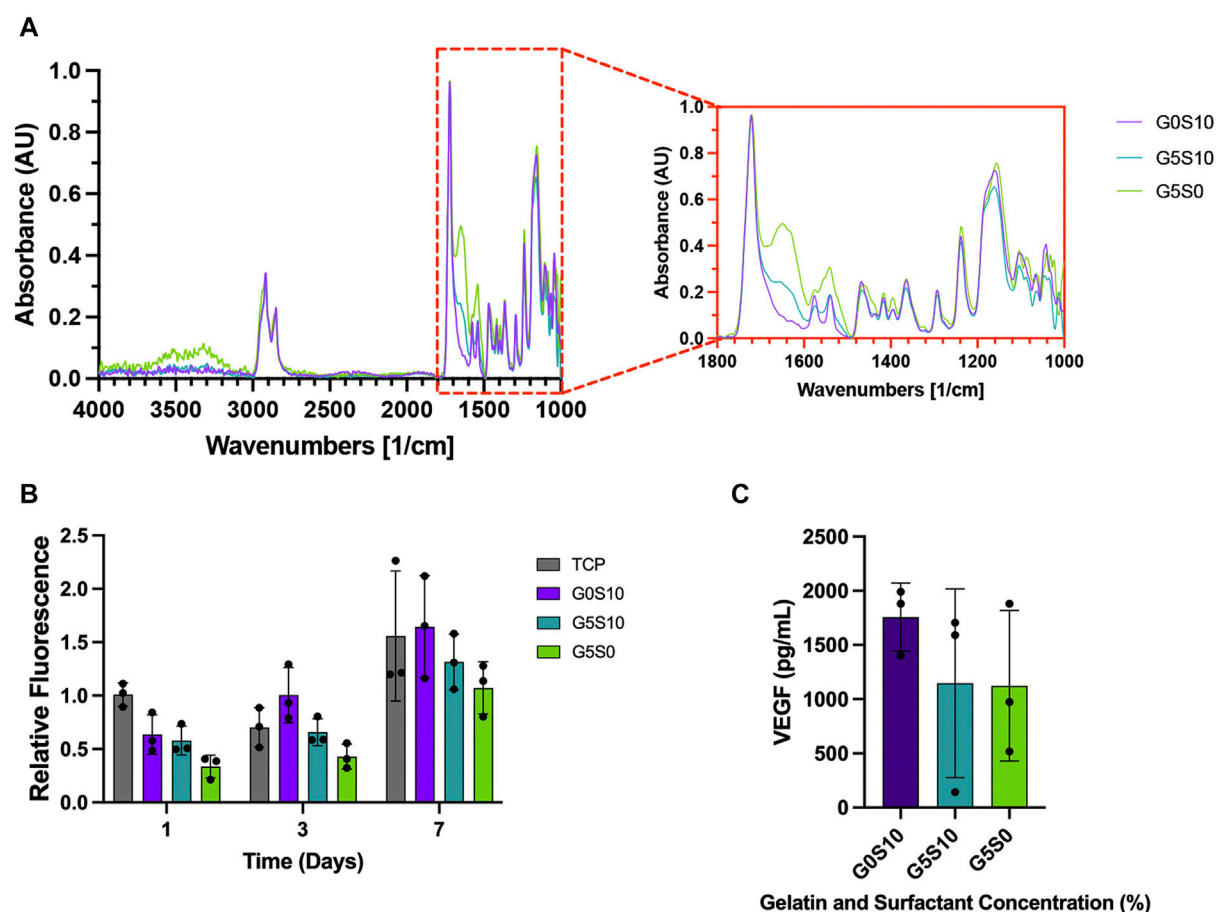 A
Absorbance (AU)
1.0
0.8
0.6
0.4
0.2
0.0
4000 3500 3000 2500 2000 1500 1000
Wavenumbers [1/cm]
Absorbance (AU)
1.0
0.8
0.6
0.4
0.2
0.0
1800 1600 1400 1200 1000
Wavenumbers [1/cm]
G0S10
G5S10
G5S0
B
Relative Fluorescence
2.5
2.0
1.5
1.0
0.5
0.0
1 3 7
Time (Days)
TCP
G0S10
G5S10
G5S0
C
VEGF (pg/mL)
2500
2000
1500
1000
500
0
G0S10 G5S10 G5S0
Gelatin and Surfactant Concentration (%)